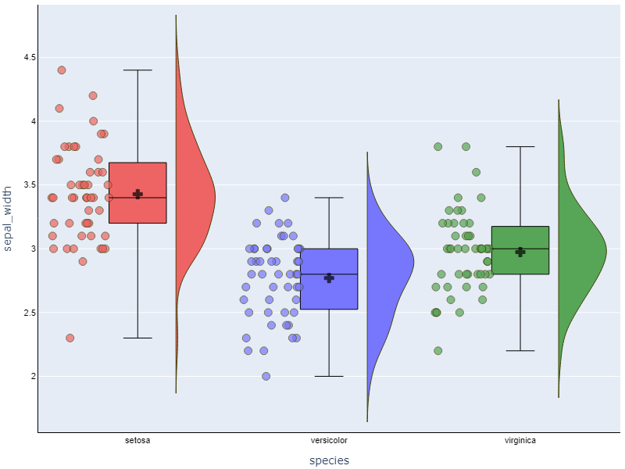 sepal_width
4.5
4
3.5
3
2.5
2
setosa
versicolor
virginica
species